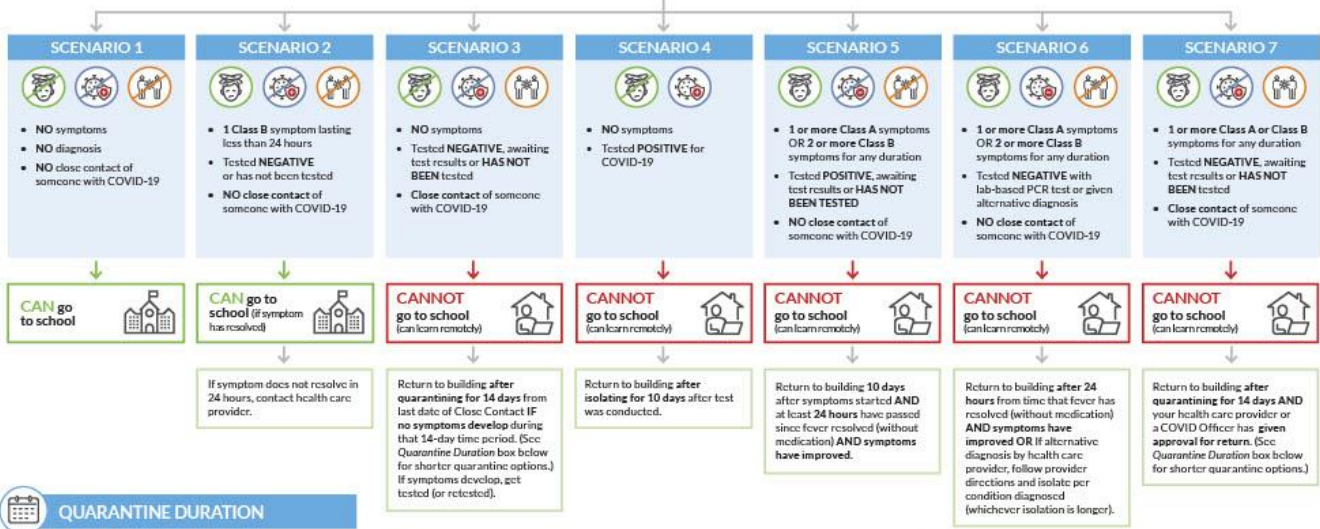 SCENARIO 1
• NO symptoms
• NO diagnosis
• NO close contact of
someone with COVID-19
CAN go
to school
SCENARIO 2
• 1 Class B symptom lasting
less than 24 hours
• Tested NEGATIVE
or has not been tested
• NO close contact of
someone with COVID-19
CAN go to
school (if symptom
has resolved)
If symptom does not resolve in
24 hours, contact health care
provider.
SCENARIO 3
• NO symptoms
• Tested NEGATIVE, awaiting
test results or HAS NOT
BEEN tested
• Close contact of someone
with COVID-19
CANNOT
go to school
(can learn remotely)
Return to building after
quarantining for 14 days from
last date of Close Contact IF
no symptoms develop during
that 14-day time period. (See
Quarantine Duration box below
for shorter quarantine options.)
If symptoms develop, get
tested (or retested).
SCENARIO 4
• NO symptoms
• Tested POSITIVE for
COVID-19
CANNOT
go to school
(can learn remotely)
Return to building after
isolating for 10 days after test
was conducted.
SCENARIO 5
• 1 or more Class A symptoms
OR 2 or more Class B
symptoms for any duration
• Tested POSITIVE, awaiting
test results or HAS NOT
BEEN TESTED
• NO close contact of
someone with COVID-19
CANNOT
go to school
(can learn remotely)
Return to building 10 days
after symptoms started AND
at least 24 hours have passed
since fever resolved (without
medication) AND symptoms
have improved.
SCENARIO 6
• 1 or more Class A symptoms
OR 2 or more Class B
symptoms for any duration
• Tested NEGATIVE with
lab-based PCR test or given
alternative diagnosis
• NO close contact of
someone with COVID-19
CANNOT
go to school
(can learn remotely)
Return to building after 24
hours from time that fever has
resolved (without medication)
AND symptoms have
improved OR If alternative
diagnosis by health care
provider, follow provider
directions and isolate per
condition diagnosed
(whichever isolation is longer).
SCENARIO 7
• 1 or more Class A or Class B
symptoms for any duration
• Tested NEGATIVE, awaiting
test results or HAS NOT
BEEN tested
• Close contact of someone
with COVID-19
CANNOT
go to school
(can learn remotely)
Return to building after
quarantining for 14 days AND
your health care provider or
a COVID Officer has given
approval for return. (See
Quarantine Duration box below
for shorter quarantine options.)
QUARANTINE DURATION